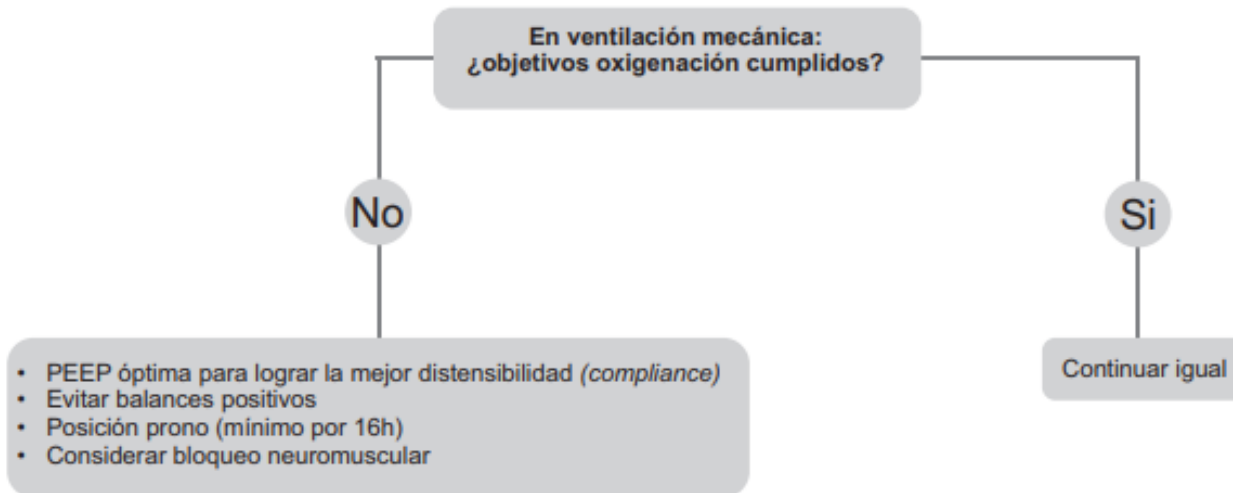 En ventilación mecánica:
¿objetivos oxigenación cumplidos?
No
Si
• PEEP óptima para lograr la mejor distensibilidad (compliance)
• Evitar balances positivos
• Posición prono (mínimo por 16h)
• Considerar bloqueo neuromuscular
Continuar igual